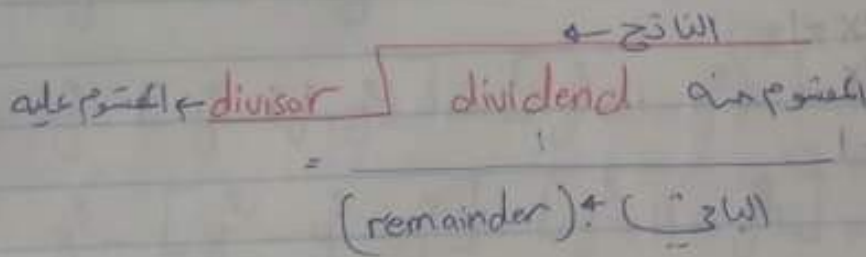 الناتج ←
المقسوم عليه ← divisor dividend المقسوم منه
=
(remainder) ← (الباقي